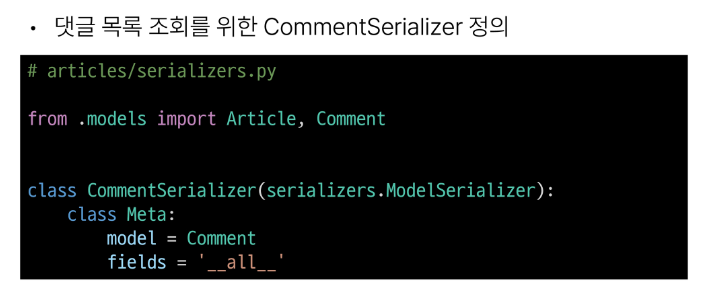 • 댓글 목록 조회를 위한 CommentSerializer 정의
# articles/serializers.py
from .models import Article, Comment
class CommentSerializer(serializers.ModelSerializer):
    class Meta:
        model = Comment
        fields = '__all__'